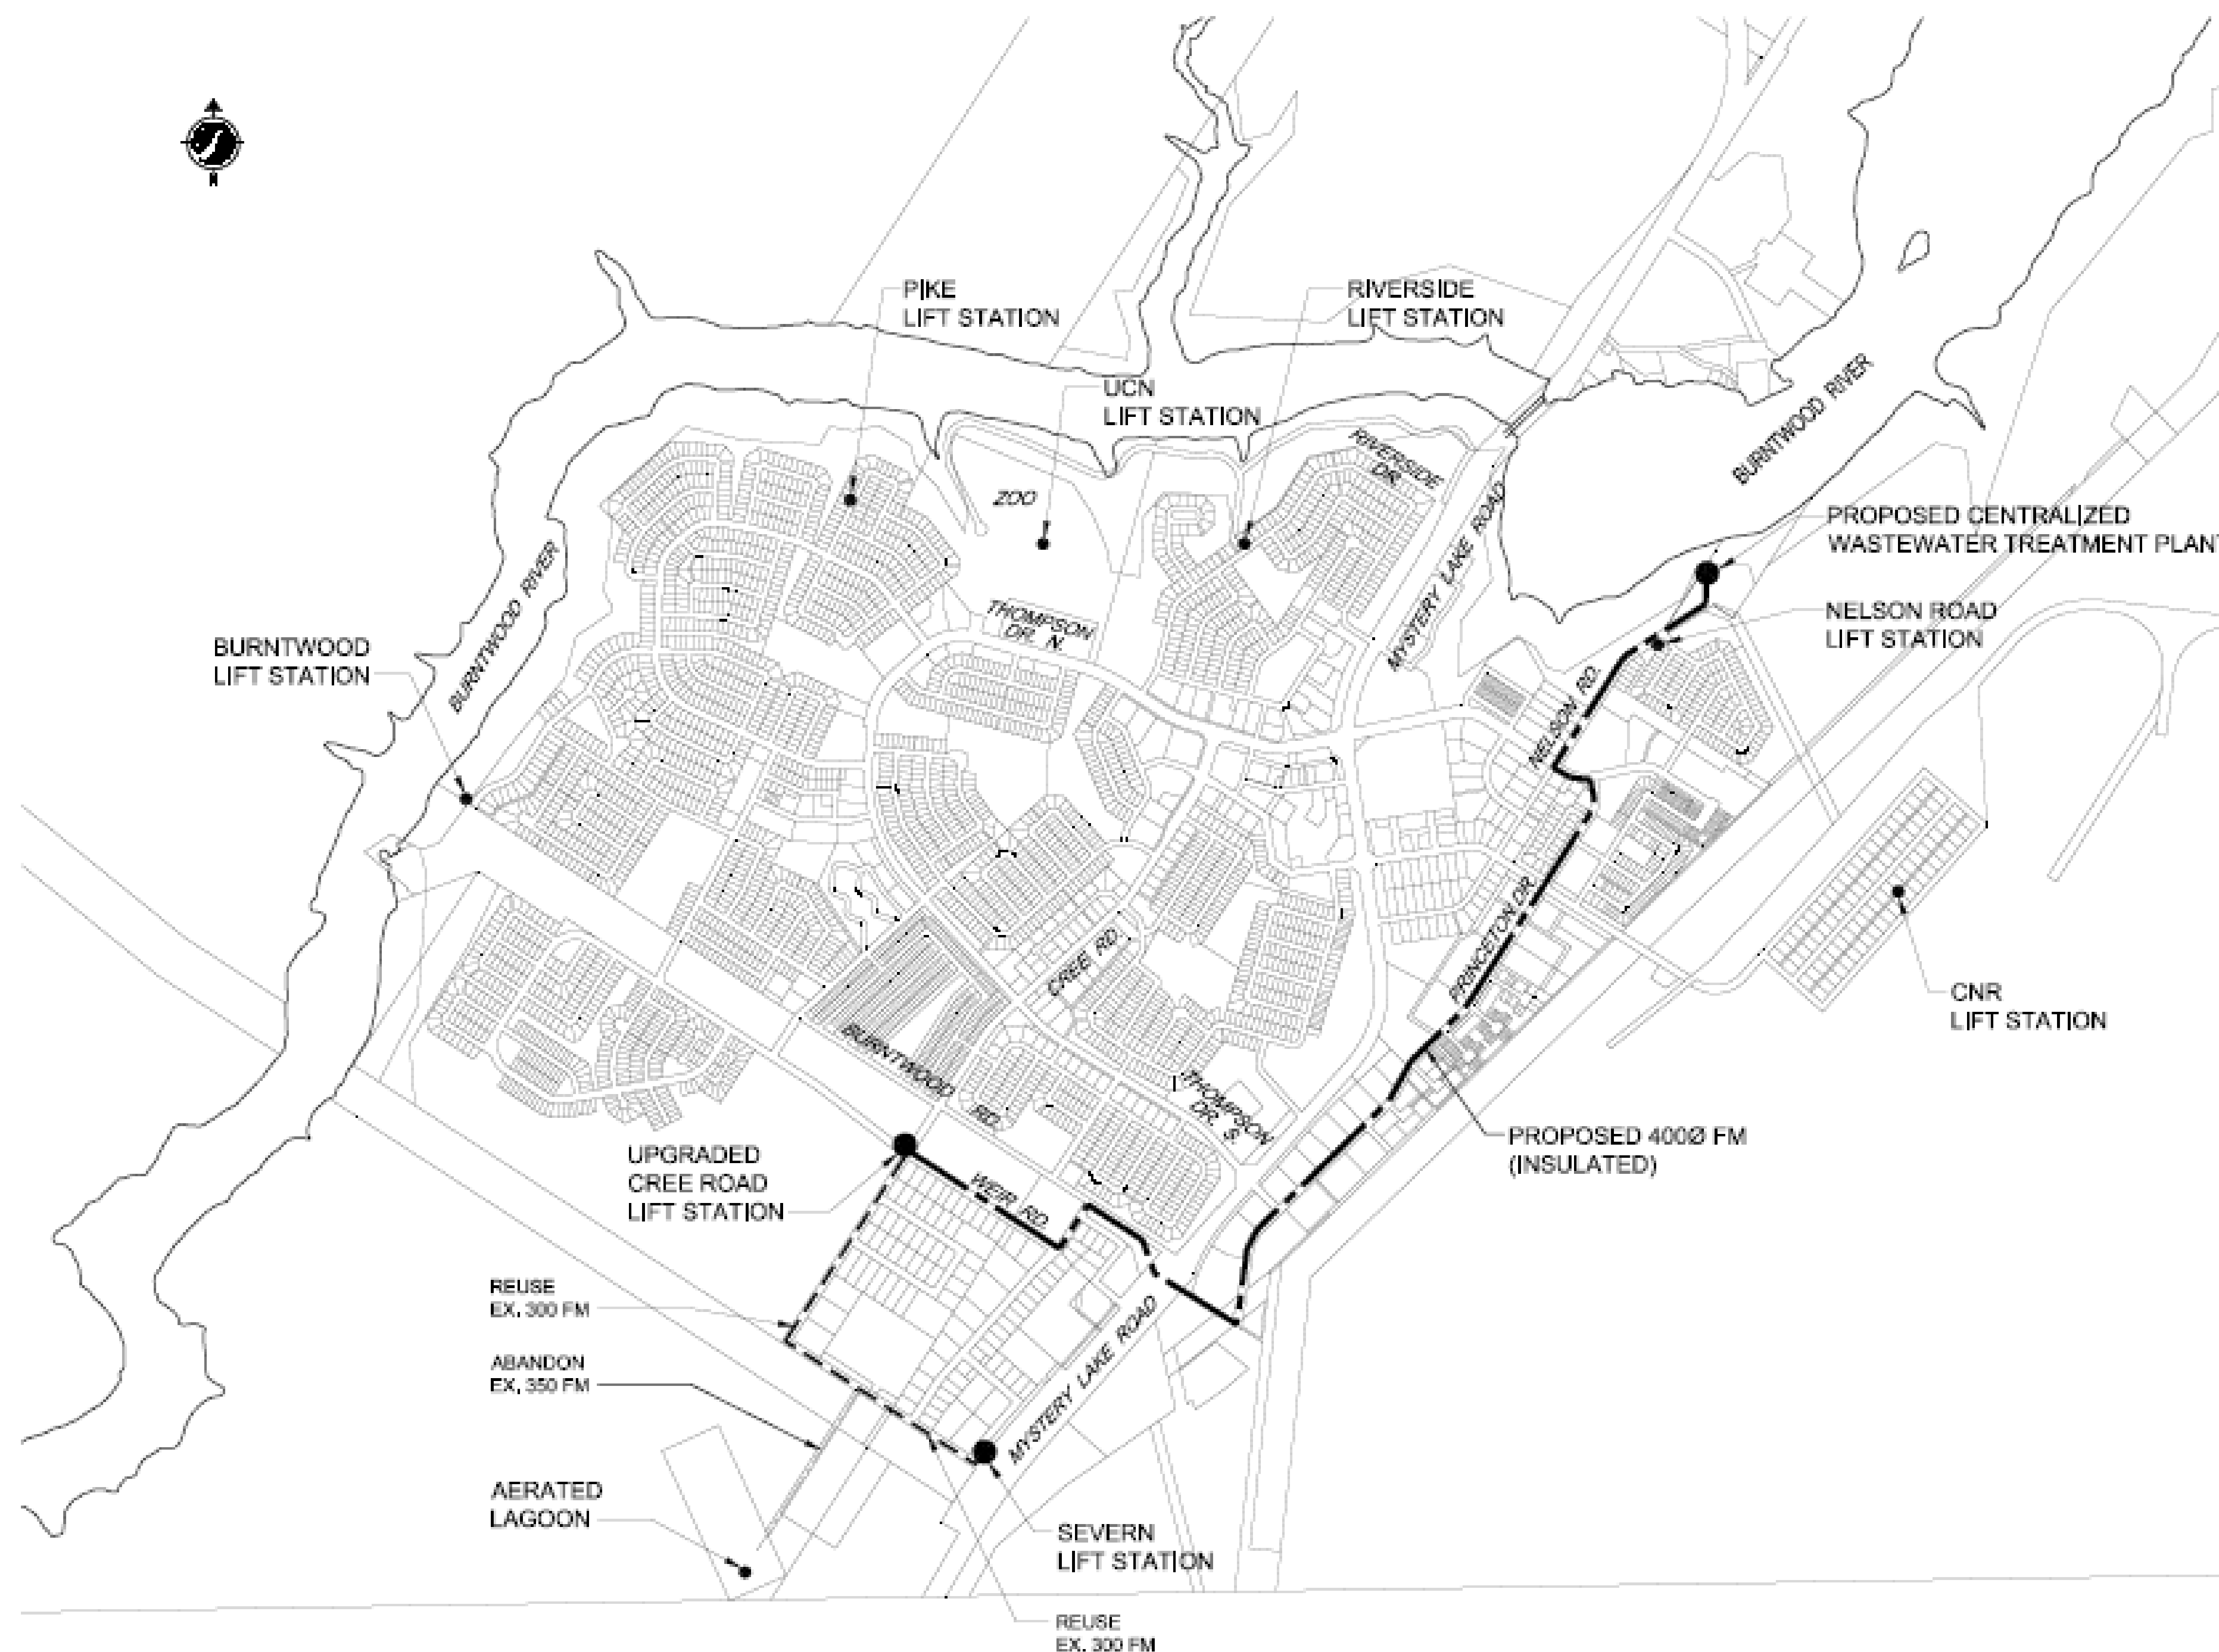 N
PIKE
LIFT STATION
RIVERSIDE
LIFT STATION
UCN
LIFT STATION
RIVERSIDE
DR.
ZOO
BURNTWOOD RIVER
MYSTERY LAKE ROAD
PROPOSED CENTRALIZED
WASTEWATER TREATMENT PLANT
BURNTWOOD RIVER
THOMPSON
DR. N.
NELSON ROAD
LIFT STATION
BURNTWOOD
LIFT STATION
NELSON RD.
PRINCETON DR.
CREE RD.
CNR
LIFT STATION
BURNTWOOD RD.
THOMPSON
DR. S.
PROPOSED 400Ø FM
(INSULATED)
UPGRADED
CREE ROAD
LIFT STATION
WEIR RD.
REUSE
EX. 300 FM
MYSTERY LAKE ROAD
ABANDON
EX. 350 FM
AERATED
LAGOON
SEVERN
LIFT STATION
REUSE
EX. 300 FM